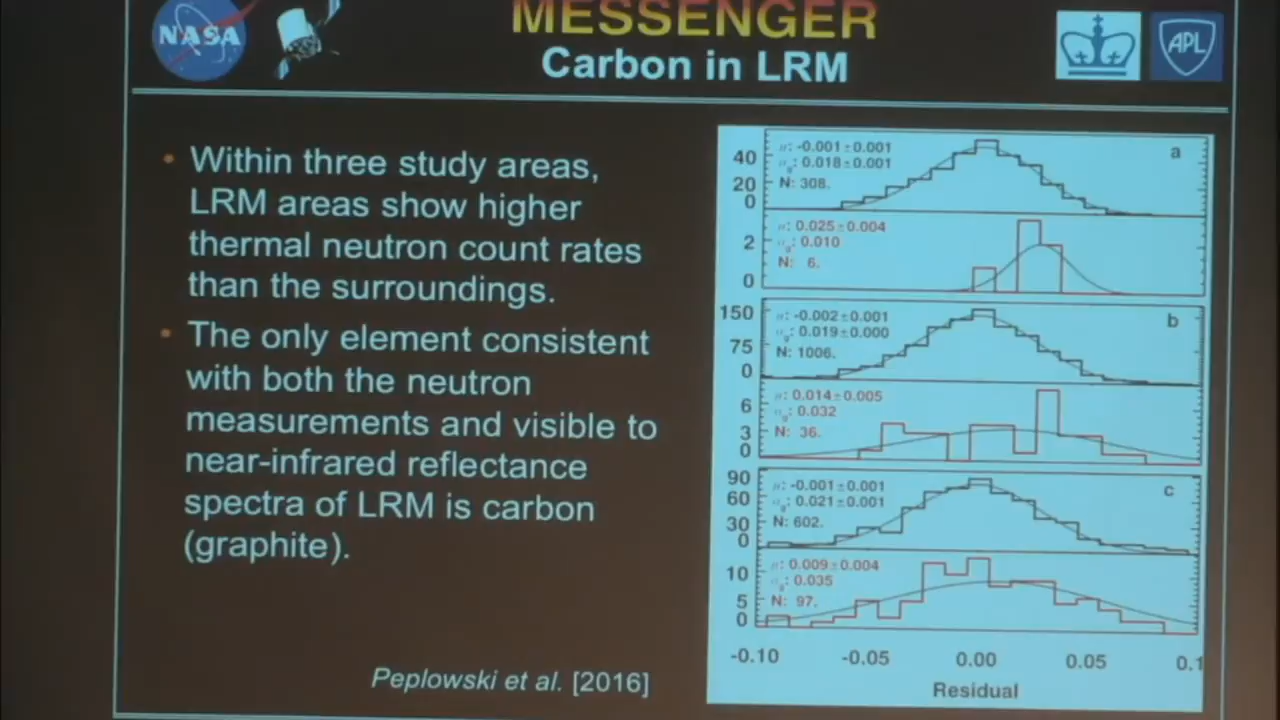 NASA
MESSENGER
Carbon in LRM
APL
• Within three study areas,
LRM areas show higher
thermal neutron count rates
than the surroundings.
• The only element consistent
with both the neutron
measurements and visible to
near-infrared reflectance
spectra of LRM is carbon
(graphite).
Peplowski et al. [2016]
40
20
0
μ: -0.001±0.001
: 0.018±0.001
N: 308.
a
2
0
μ: 0.025±0.004
: 0.010
N: 6.
150
75
0
μ: -0.002±0.001
: 0.019±0.000
N: 1006.
b
6
3
0
μ: 0.014±0.005
: 0.032
N: 36.
90
60
30
0
μ: -0.001±0.001
: 0.021±0.001
N: 602.
c
10
5
0
μ: 0.009±0.004
: 0.035
N: 97.
-0.10 -0.05 0.00 0.05 0.1
Residual